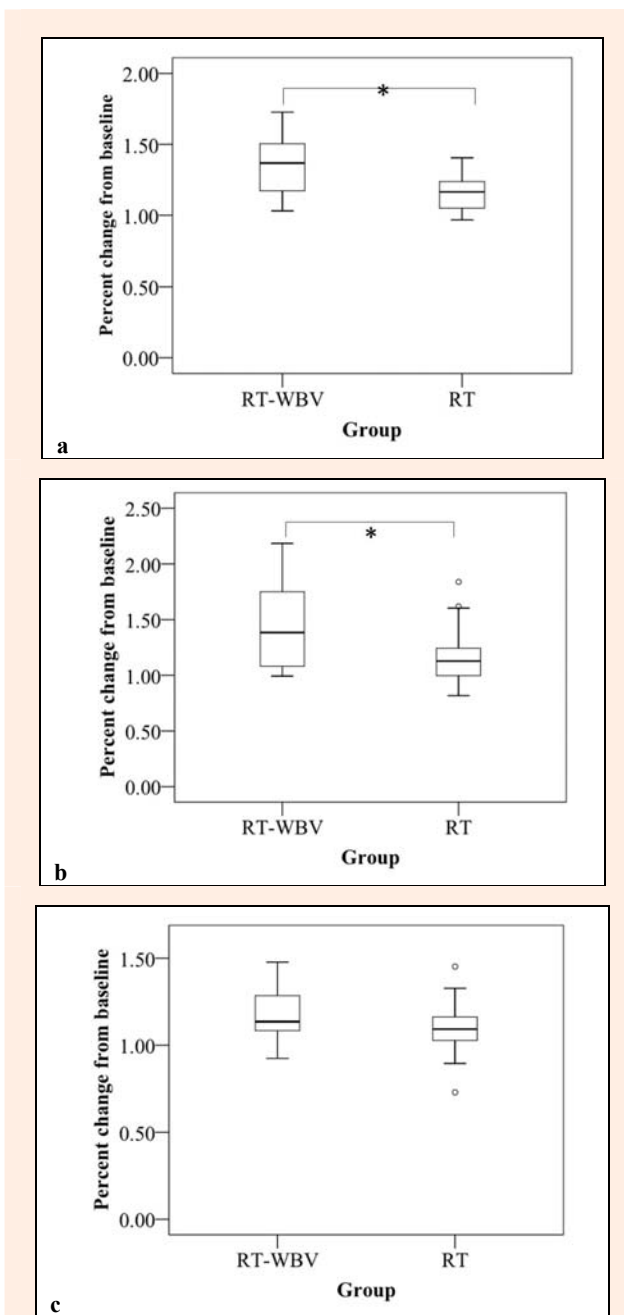 2.00
*
1.50
1.00
0.50
0.00
Percent change from baseline
RT-WBV RT
Group
a
2.50
*
2.00
1.50
1.00
0.50
0.00
Percent change from baseline
RT-WBV RT
Group
b
1.50
1.00
0.50
0.00
Percent change from baseline
RT-WBV RT
Group
c